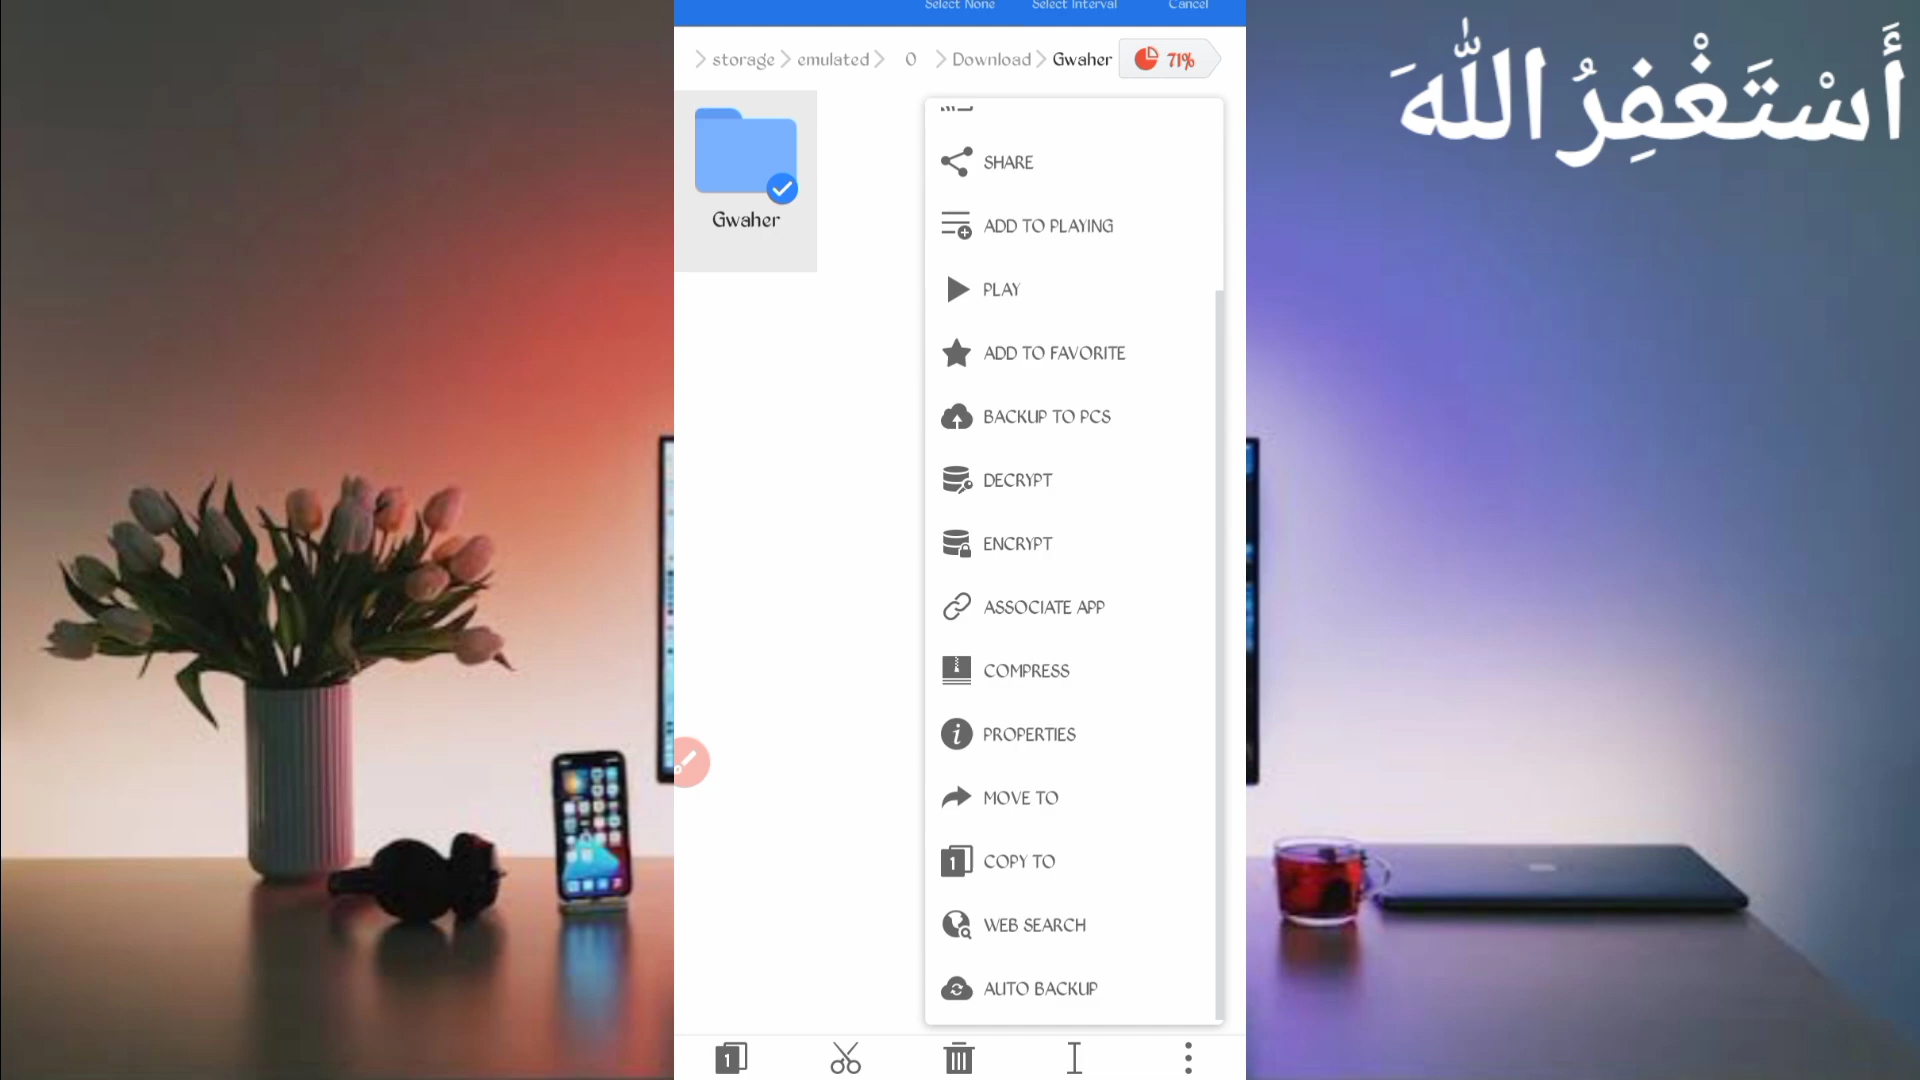 Select None Select Interval Cancel
storage emulated 0 Download Gwaher 71%
أَسْتَغْفِرُ اللّٰهَ
Gwaher
SHARE
ADD TO PLAYING
PLAY
ADD TO FAVORITE
BACKUP TO PCS
DECRYPT
ENCRYPT
ASSOCIATE APP
COMPRESS
PROPERTIES
MOVE TO
1 COPY TO
WEB SEARCH
AUTO BACKUP
1